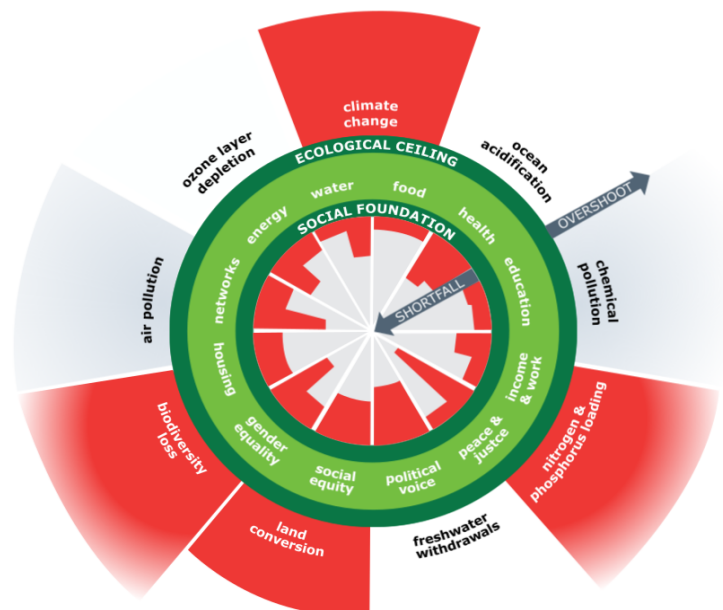 climate
change
ozone layer
depletion
ECOLOGICAL CEILING
ocean
acidification
water
food
energy
health
SOCIAL FOUNDATION
OVERSHOOT
SHORTFALL
networks
education
air pollution
chemical
pollution
housing
income
& work
biodiversity
loss
gender
equality
social
equity
political
voice
peace &
justce
nitrogen &
phosphorus loading
land
conversion
freshwater
withdrawals